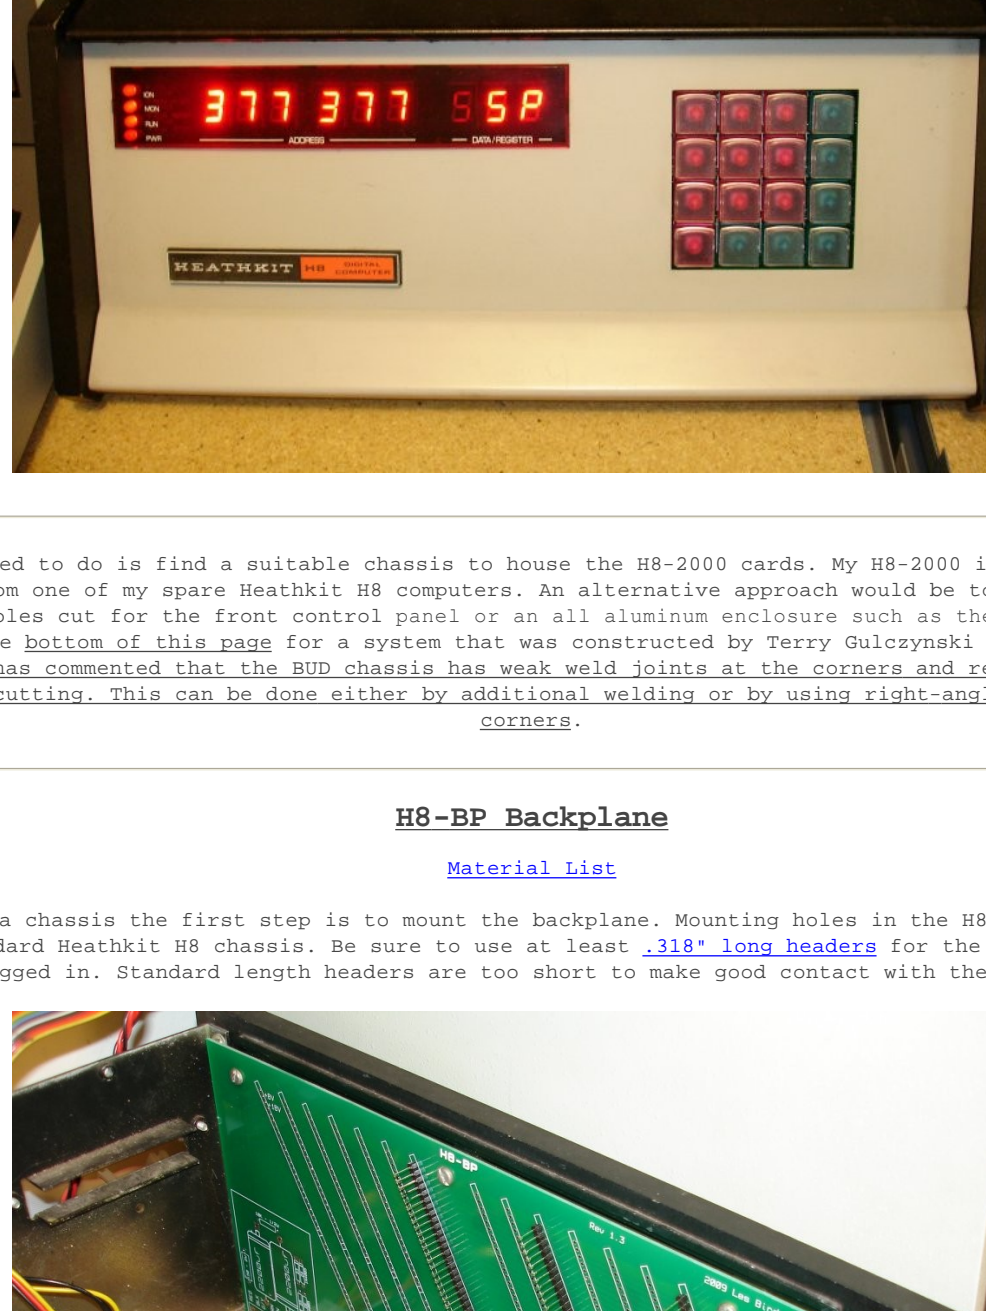 ION
MON
RUN
PWR
377 377 SP
ADDRESS
DATA/REGISTER
HEATHKIT H8 DIGITAL COMPUTER
ed to do is find a suitable chassis to house the H8-2000 cards. My H8-2000 i
om one of my spare Heathkit H8 computers. An alternative approach would be to
oles cut for the front control panel or an all aluminum enclosure such as the
e bottom of this page for a system that was constructed by Terry Gulczynski
has commented that the BUD chassis has weak weld joints at the corners and re
cutting. This can be done either by additional welding or by using right-angl
corners.
H8-BP Backplane
Material List
a chassis the first step is to mount the backplane. Mounting holes in the H8
dard Heathkit H8 chassis. Be sure to use at least .318" long headers for the
gged in. Standard length headers are too short to make good contact with the
H8-BP
Rev 1.3
2009 Les Bird